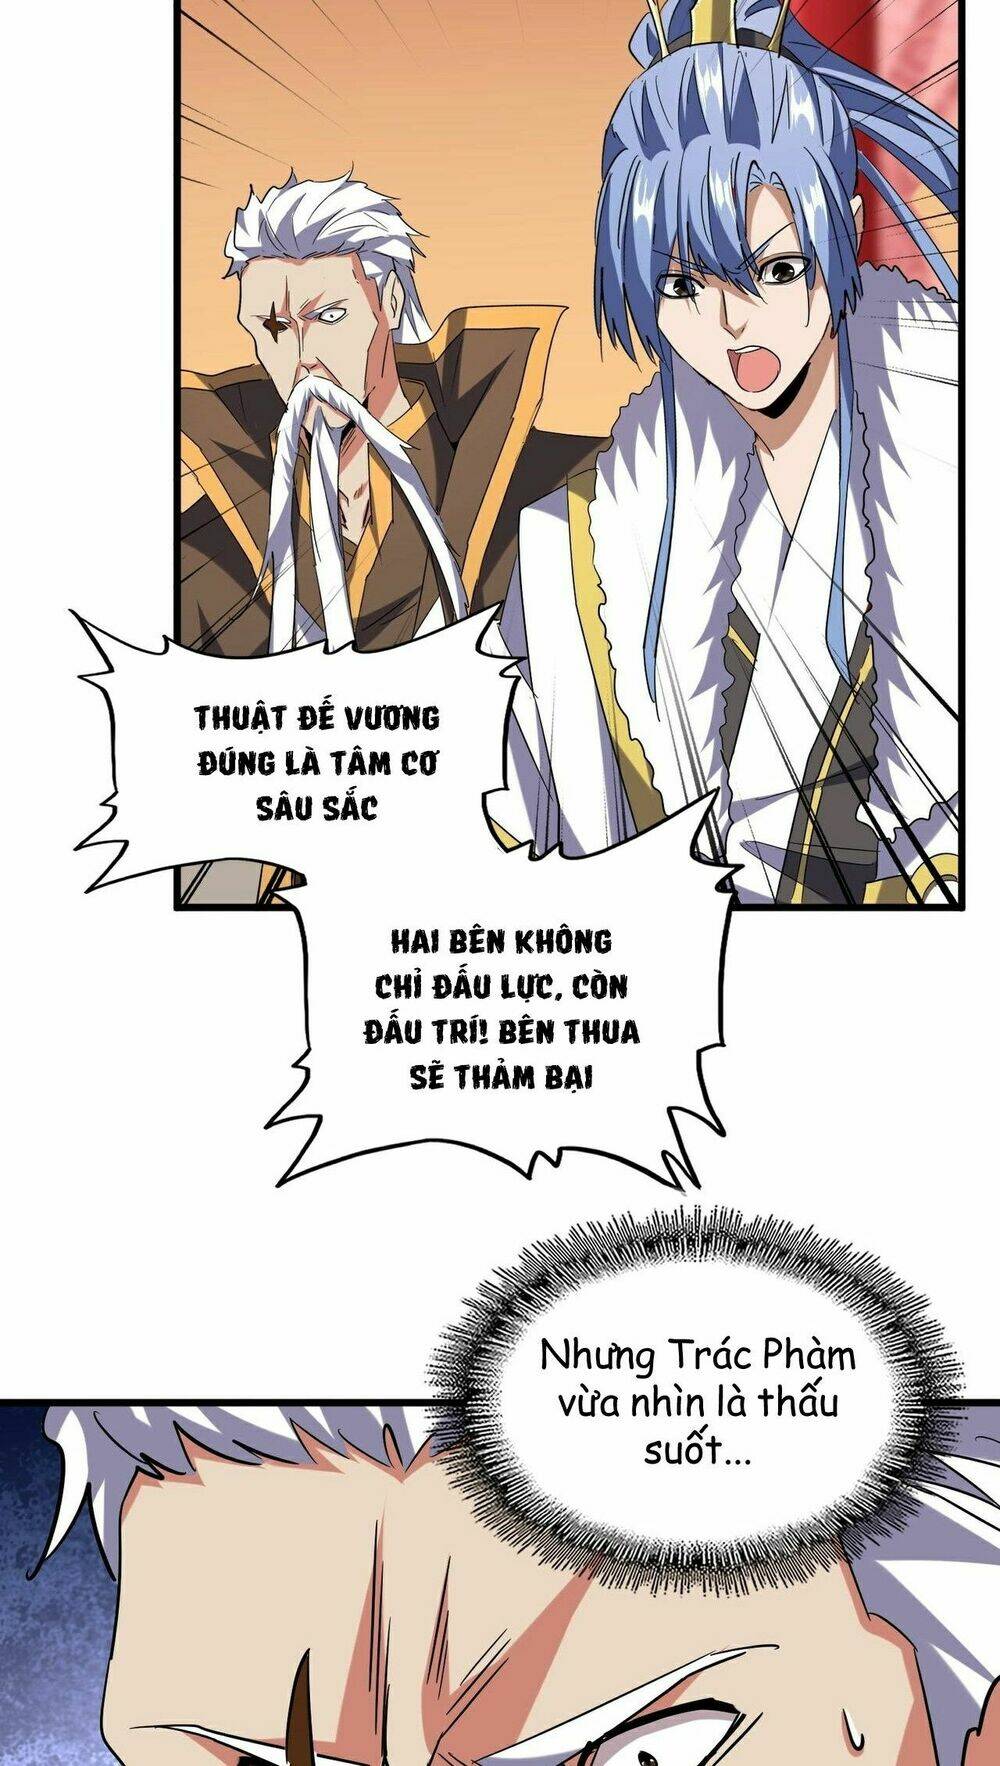 THUẬT ĐẾ VƯƠNG
ĐÚNG LÀ TÂM CƠ
SÂU SẮC
HAI BÊN KHÔNG
CHỈ ĐẤU LỰC, CÒN
ĐẤU TRÍ! BÊN THUA
SẼ THẢM BẠI
Nhưng Trác Phàm
vừa nhìn là thấu
suốt...